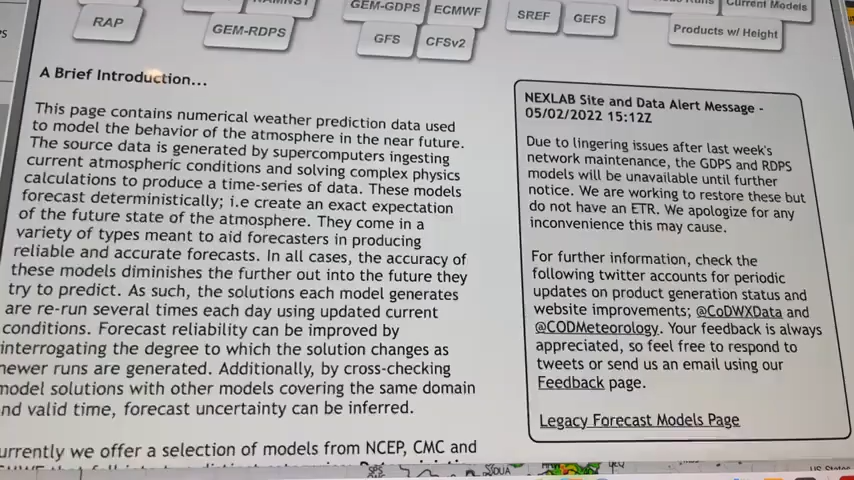 Current Models
GEM-GDPS
ECMWF
RAP
GEM-RDPS
GFS
CFSv2
SREF
GEFS
Products w/ Height
A Brief Introduction...
This page contains numerical weather prediction data used
to model the behavior of the atmosphere in the near future.
The source data is generated by supercomputers ingesting
current atmospheric conditions and solving complex physics
calculations to produce a time-series of data. These models
forecast deterministically; i.e create an exact expectation
of the future state of the atmosphere. They come in a
variety of types meant to aid forecasters in producing
reliable and accurate forecasts. In all cases, the accuracy of
these models diminishes the further out into the future they
try to predict. As such, the solutions each model generates
are re-run several times each day using updated current
conditions. Forecast reliability can be improved by
interrogating the degree to which the solution changes as
newer runs are generated. Additionally, by cross-checking
model solutions with other models covering the same domain
nd valid time, forecast uncertainty can be inferred.
urrently we offer a selection of models from NCEP, CMC and
NEXLAB Site and Data Alert Message -
05/02/2022 15:12Z
Due to lingering issues after last week's
network maintenance, the GDPS and RDPS
models will be unavailable until further
notice. We are working to restore these but
do not have an ETR. We apologize for any
inconvenience this may cause.
For further information, check the
following twitter accounts for periodic
updates on product generation status and
website improvements; @CoDWXData and
@CODMeteorology. Your feedback is always
appreciated, so feel free to respond to
tweets or send us an email using our
Feedback page.
Legacy Forecast Models Page